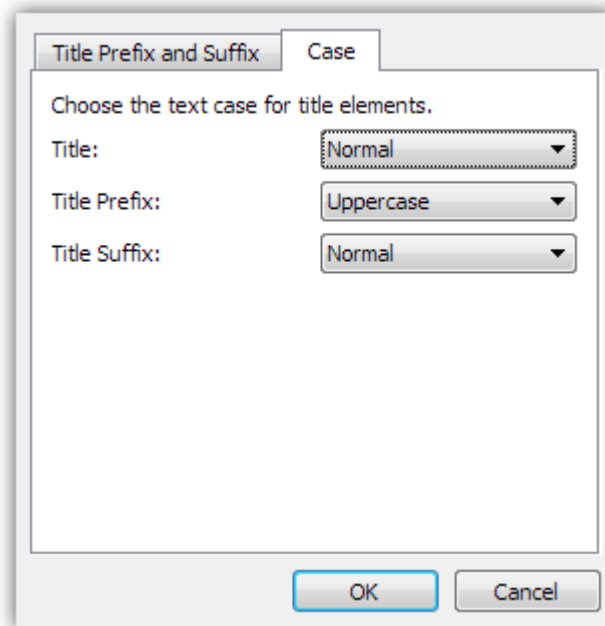 Title Prefix and Suffix Case
Choose the text case for title elements.
Title: Normal
Title Prefix: Uppercase
Title Suffix: Normal
OK Cancel